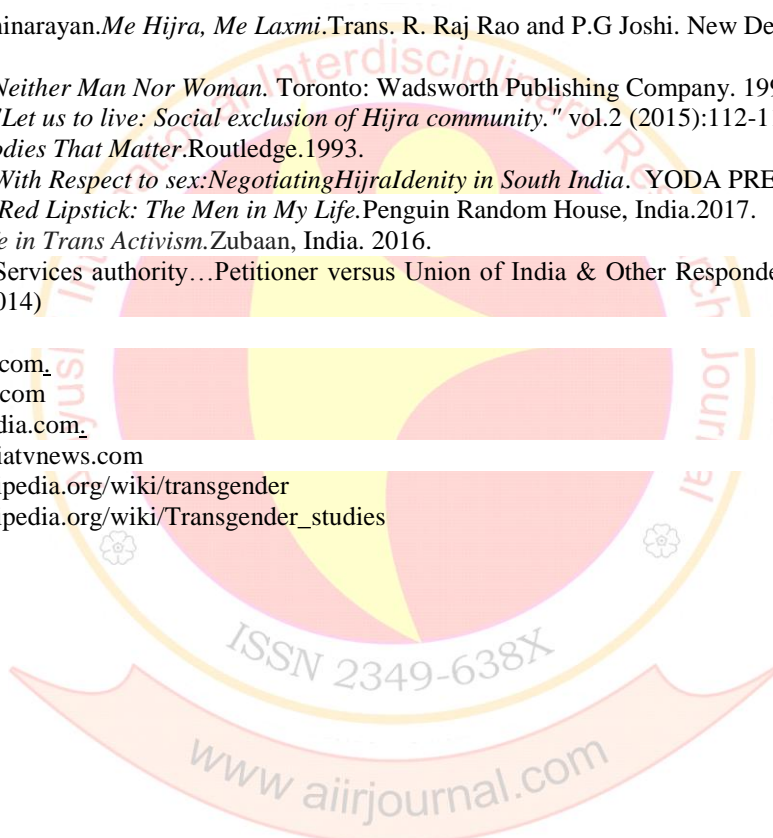 hinarayan.Me Hijra, Me Laxmi.Trans. R. Raj Rao and P.G Joshi. New De
Neither Man Nor Woman. Toronto: Wadsworth Publishing Company. 199
"Let us to live: Social exclusion of Hijra community." vol.2 (2015):112-1
odies That Matter.Routledge.1993.
With Respect to sex:NegotiatingHijraIdenity in South India. YODA PRE
Red Lipstick: The Men in My Life.Penguin Random House, India.2017.
e in Trans Activism.Zubaan, India. 2016.
Services authority…Petitioner versus Union of India & Other Responde
014)
.com.
.com
dia.com.
iatvnews.com
ipedia.org/wiki/transgender
ipedia.org/wiki/Transgender_studies
ISSN 2349-638X
www aiirjournal.com